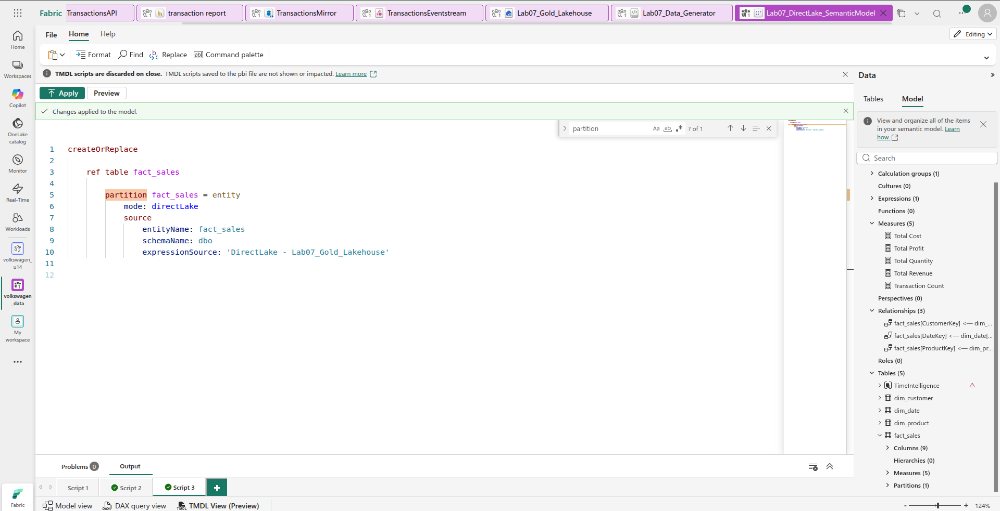 Fabric
TransactionsAPI
transaction report
TransactionsMirror
TransactionsEventstream
Lab07_Gold_Lakehouse
Lab07_Data_Generator
Lab07_DirectLake_SemanticModel
File
Home
Help
Editing
Format
Find
Replace
Command palette
TMDL scripts are discarded on close. TMDL scripts saved to the pbi file are not shown or impacted. Learn more
Apply
Preview
Changes applied to the model.
partition
Aa
ab
? of 1
1 createOrReplace
2
3 ref table fact_sales
4
5 partition fact_sales = entity
6 mode: directLake
7 source
8 entityName: fact_sales
9 schemaName: dbo
10 expressionSource: 'DirectLake - Lab07_Gold_Lakehouse'
11
12
Problems 0
Output
Script 1
Script 2
Script 3
+
Model view
DAX query view
TMDL View (Preview)
Home
Workspaces
Copilot
OneLake
catalog
Monitor
Real-Time
Workloads
volkswagen_
u14
volkswagen
_data
My
workspace
Fabric
Data
Tables
Model
View and organize all of the items
in your semantic model. Learn
how
Search
Calculation groups (1)
Cultures (0)
Expressions (1)
Functions (0)
Measures (5)
Total Cost
Total Profit
Total Quantity
Total Revenue
Transaction Count
Perspectives (0)
Relationships (3)
fact_sales[CustomerKey] <— dim_...
fact_sales[DateKey] <— dim_date[...
fact_sales[ProductKey] <— dim_pr...
Roles (0)
Tables (5)
TimeIntelligence
dim_customer
dim_date
dim_product
fact_sales
Columns (9)
Hierarchies (0)
Measures (5)
Partitions (1)
- + 124%